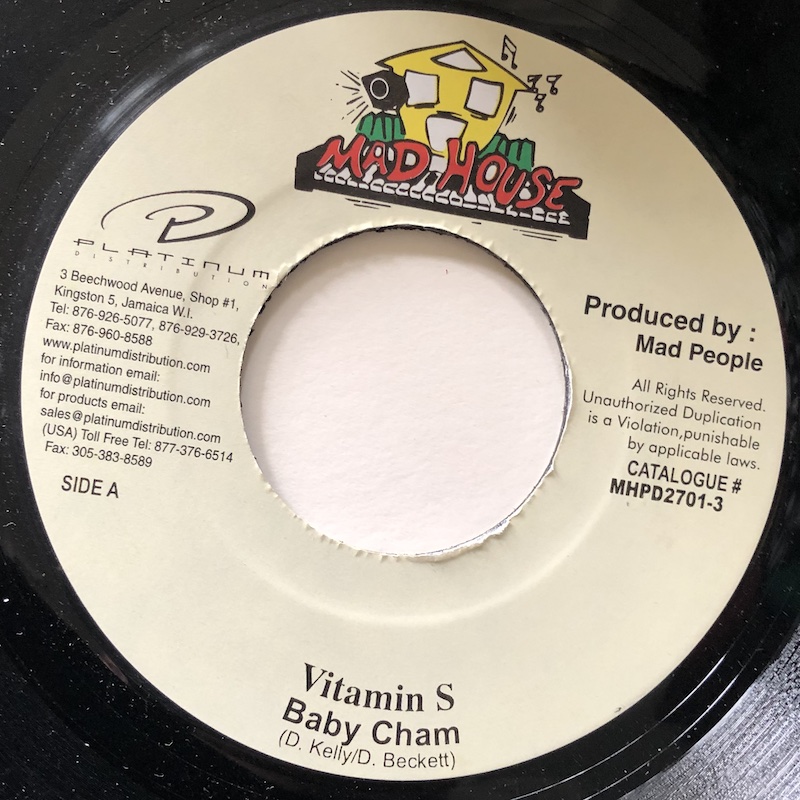 MAD HOUSE
PLATINUM
DISTRIBUTION
3 Beechwood Avenue, Shop #1,
Kingston 5, Jamaica W.I.
Tel: 876-926-5077, 876-929-3726,
Fax: 876-960-8588
www.platinumdistribution.com
for information email:
info@platinumdistribution.com
for products email:
sales@platinumdistribution.com
(USA) Toll Free Tel: 877-376-6514
Fax: 305-383-8589
SIDE A
Produced by :
Mad People
All Rights Reserved.
Unauthorized Duplication
is a Violation,punishable
by applicable laws.
CATALOGUE #
MHPD2701-3
Vitamin S
Baby Cham
(D. Kelly/D. Beckett)